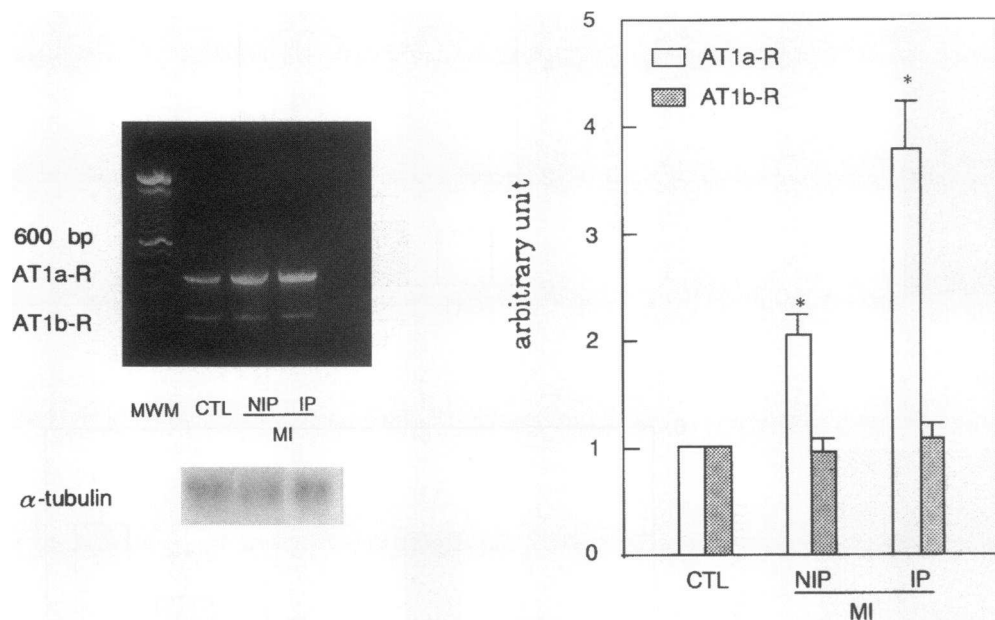 600 bp
AT1a-R
AT1b-R
MWM CTL NIP IP
MI
α-tubulin
arbitrary unit
5
4
3
2
1
0
AT1a-R
AT1b-R
*
*
CTL NIP IP
MI